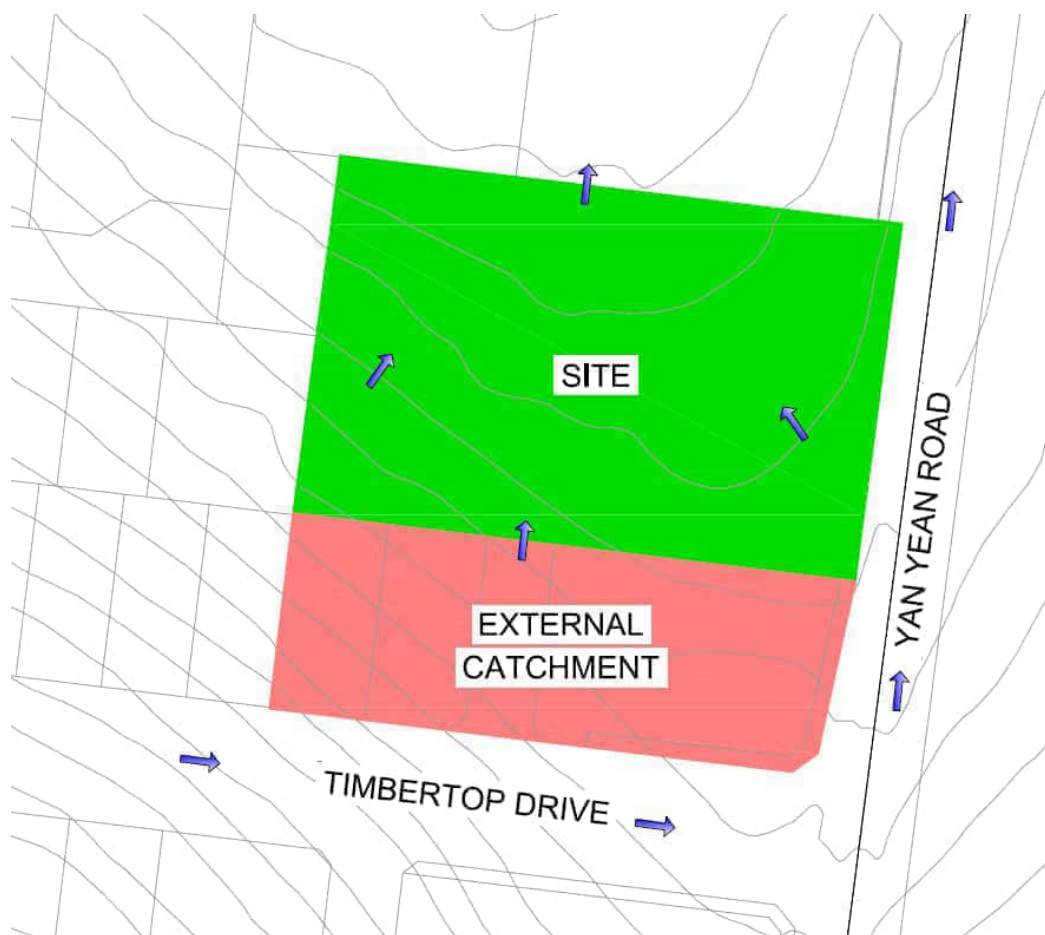 SITE
YAN YEAN ROAD
EXTERNAL
CATCHMENT
TIMBERTOP DRIVE